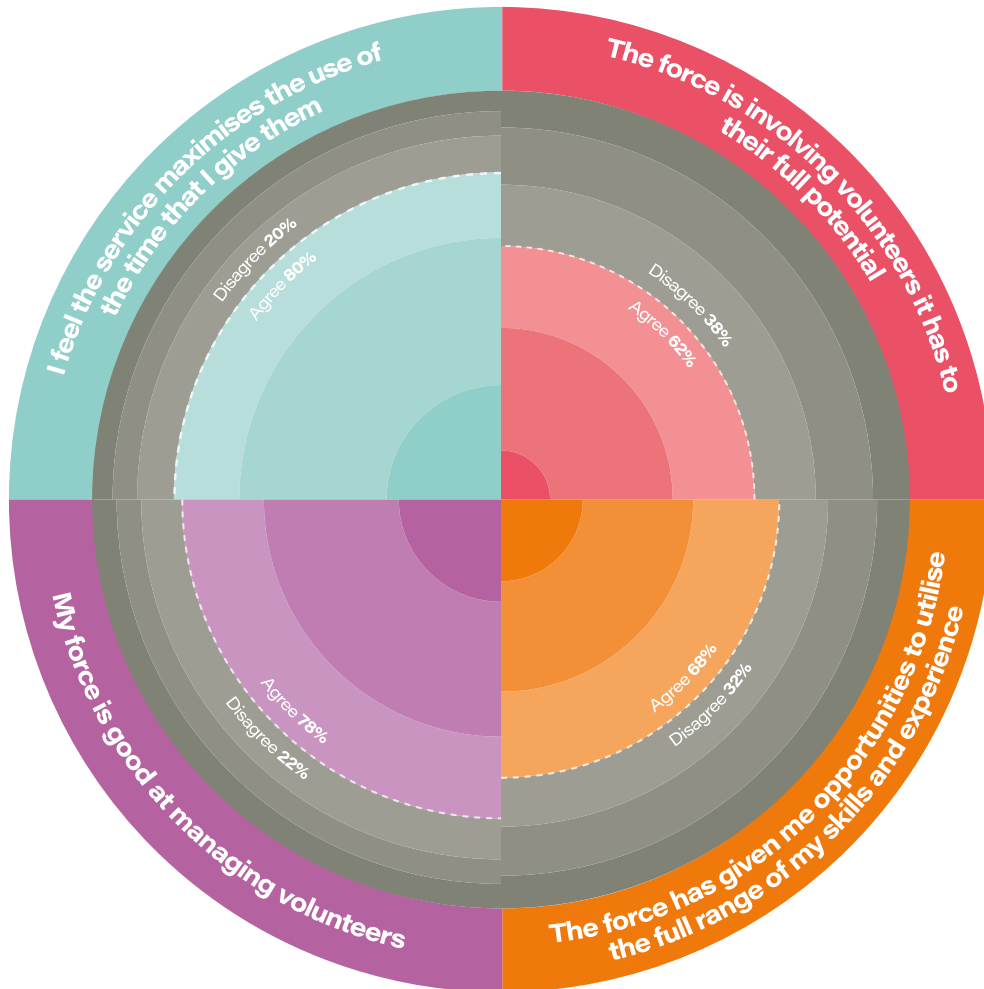 I feel the service maximises the use of
the time that I give them
Disagree 20%
Agree 80%
The force is involving volunteers it has to
their full potential
Disagree 38%
Agree 62%
My force is good at managing volunteers
Agree 78%
Disagree 22%
The force has given me opportunities to utilise
the full range of my skills and experience
Agree 68%
Disagree 32%